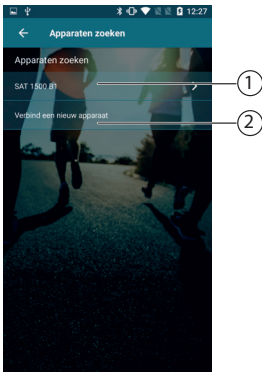 12:27
Apparaten zoeken
Apparaten zoeken
SAT 1500 B1
1
Verbind een nieuw apparaat
2